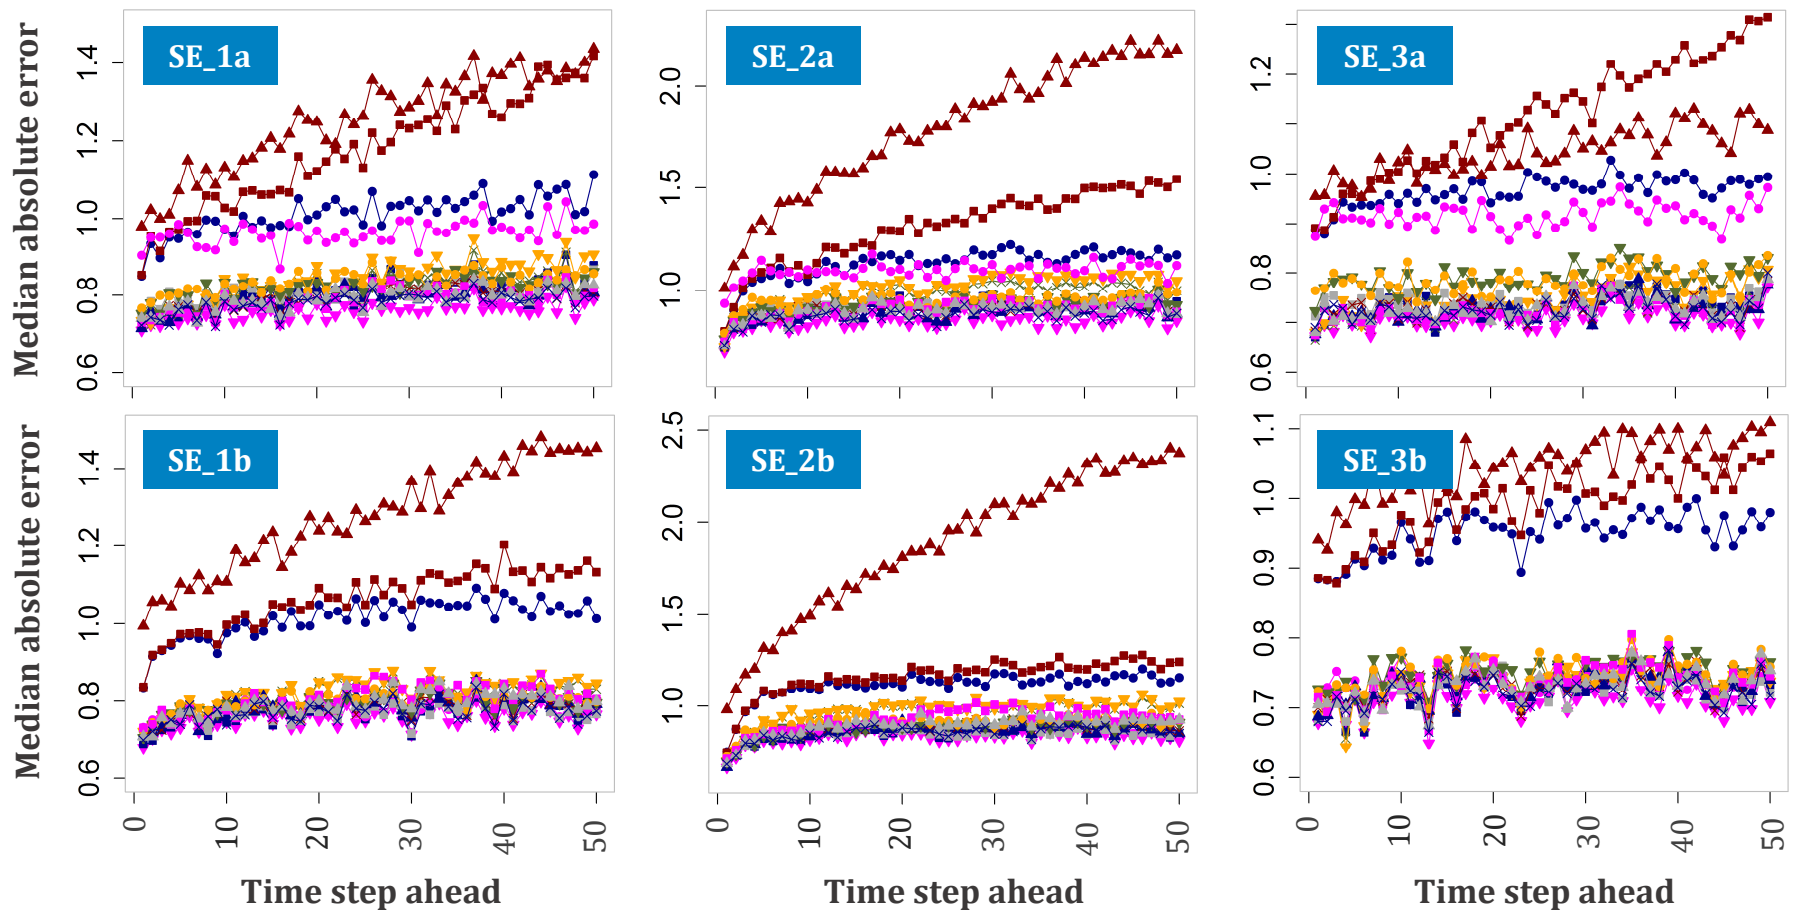 Median absolute error
0.6 0.8 1.0 1.2 1.4
SE_1a
1.0 1.5 2.0
SE_2a
0.6 0.8 1.0 1.2
SE_3a
Median absolute error
0.6 0.8 1.0 1.2 1.4
SE_1b
1.0 1.5 2.0 2.5
SE_2b
0.6 0.7 0.8 0.9 1.0 1.1
SE_3b
0 10 20 30 40 50
0 10 20 30 40 50
0 10 20 30 40 50
Time step ahead
Time step ahead
Time step ahead